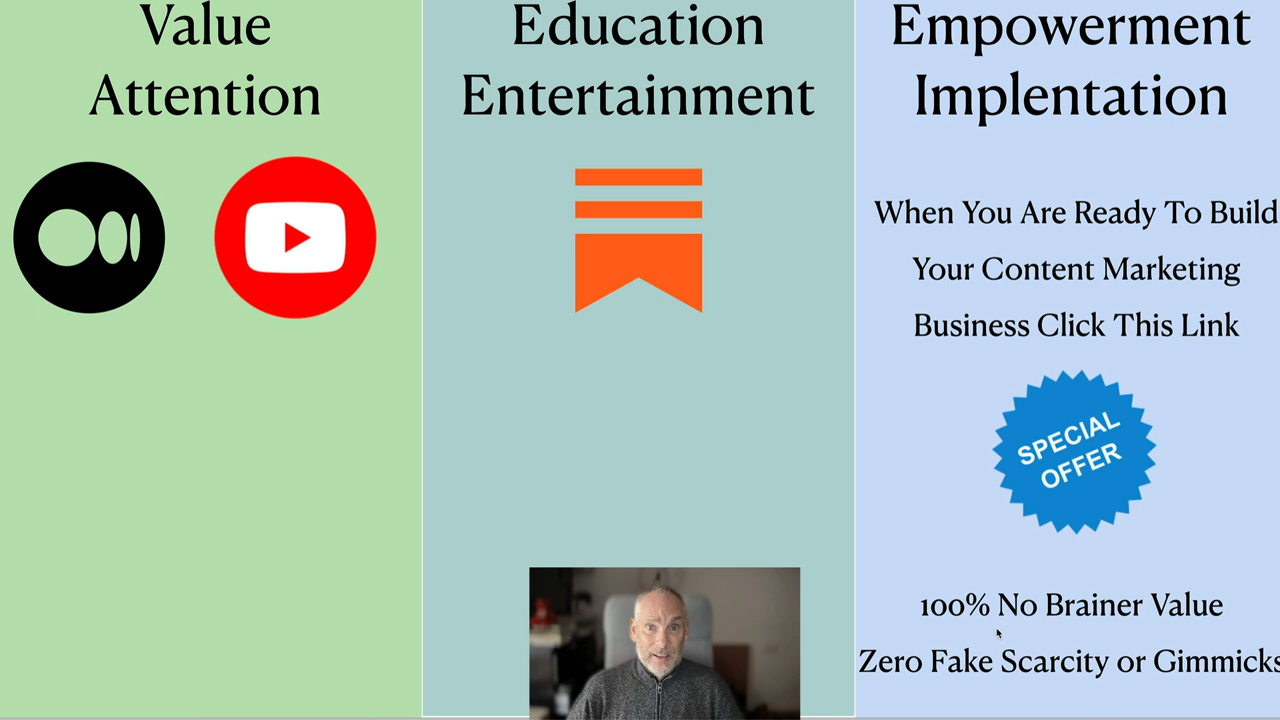 Value
Attention
Education
Entertainment
Empowerment
Implentation
When You Are Ready To Build
Your Content Marketing
Business Click This Link
SPECIAL
OFFER
100% No Brainer Value
Zero Fake Scarcity or Gimmicks